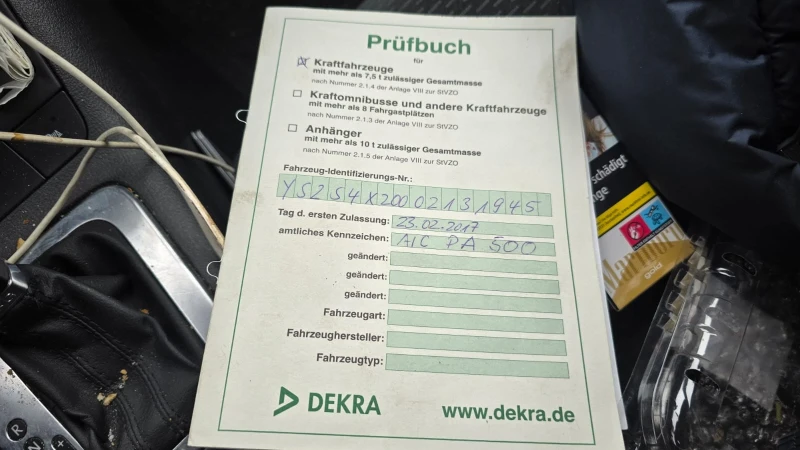 Prüfbuch
für
☒ Kraftfahrzeuge
mit mehr als 7,5 t zulässiger Gesamtmasse
nach Nummer 2.1.4 der Anlage VIII zur StVZO
☐ Kraftomnibusse und andere Kraftfahrzeuge
mit mehr als 8 Fahrgastplätzen
nach Nummer 2.1.3 der Anlage VIII zur StVZO
☐ Anhänger
mit mehr als 10 t zulässiger Gesamtmasse
nach Nummer 2.1.5 der Anlage VIII zur StVZO
Fahrzeug-Identifizierungs-Nr.:
YS2S4X20002131945
Tag d. ersten Zulassung: 23.02.2017
amtliches Kennzeichen: AIC PA 500
geändert:
geändert:
geändert:
Fahrzeugart:
Fahrzeughersteller:
Fahrzeugtyp:
DEKRA
www.dekra.de
schädigt
nge
R
N
+